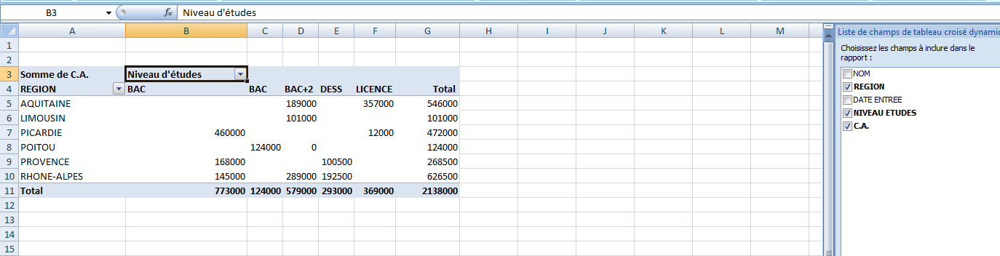 B3 fx Niveau d'études
A B C D E F G H I J K L M
1
2
3 Somme de C.A. Niveau d'études
4 REGION BAC BAC BAC+2 DESS LICENCE Total
5 AQUITAINE 189000 357000 546000
6 LIMOUSIN 101000 101000
7 PICARDIE 460000 12000 472000
8 POITOU 124000 0 124000
9 PROVENCE 168000 100500 268500
10 RHONE-ALPES 145000 289000 192500 626500
11 Total 773000 124000 579000 293000 369000 2138000
12
13
14
15
Liste de champs de tableau croisé dynamic
Choisissez les champs à inclure dans le
rapport :
NOM
REGION
DATE ENTREE
NIVEAU ETUDES
C.A.